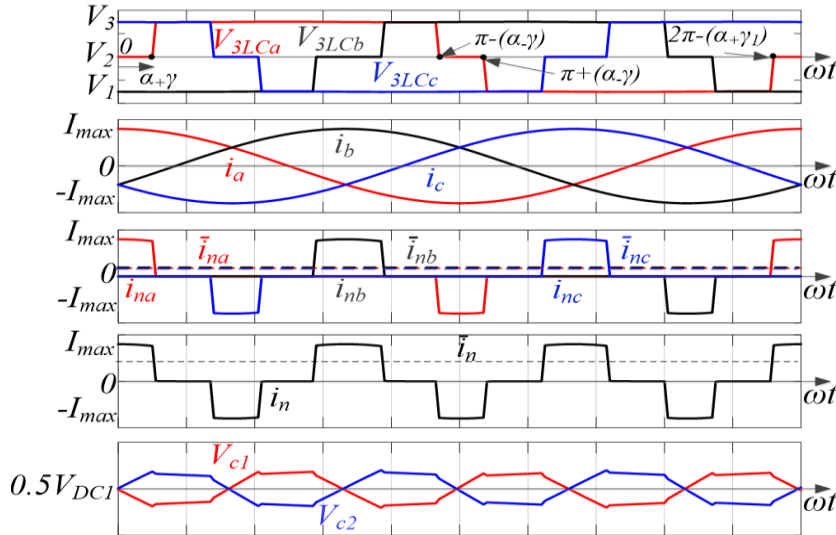 V3
0
V2
V1
V3LCa
V3LCb
V3LCc
α+γ
π-(α-γ)
π+(α-γ)
2π-(α+γ1)
ωt
Imax
0
-Imax
ia
ib
ic
ωt
Imax
0
-Imax
īna
īnb
īnc
ina
inb
inc
ωt
Imax
0
-Imax
īn
in
ωt
0.5VDC1
Vc1
Vc2
ωt